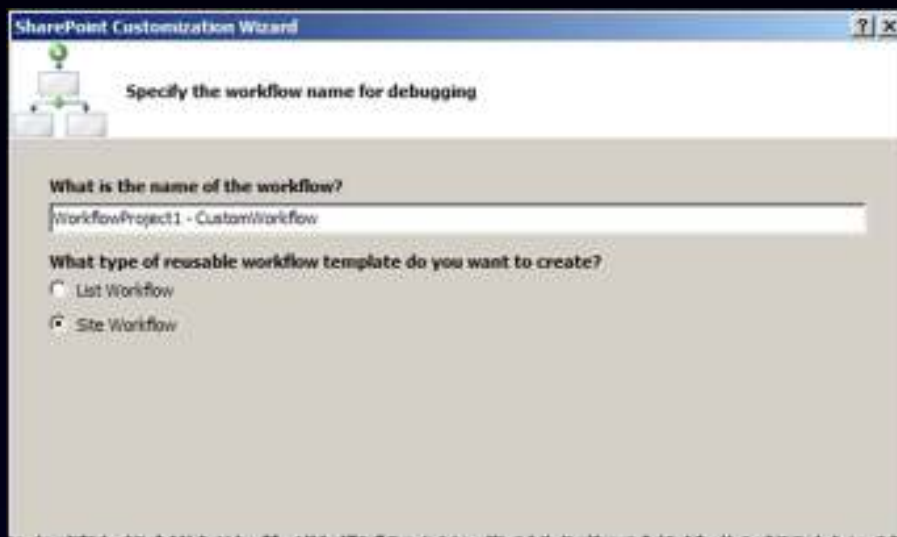 SharePoint Customization Wizard
Specify the workflow name for debugging
What is the name of the workflow?
WorkflowProject1 - CustomWorkflow
What type of reusable workflow template do you want to create?
List Workflow
Site Workflow